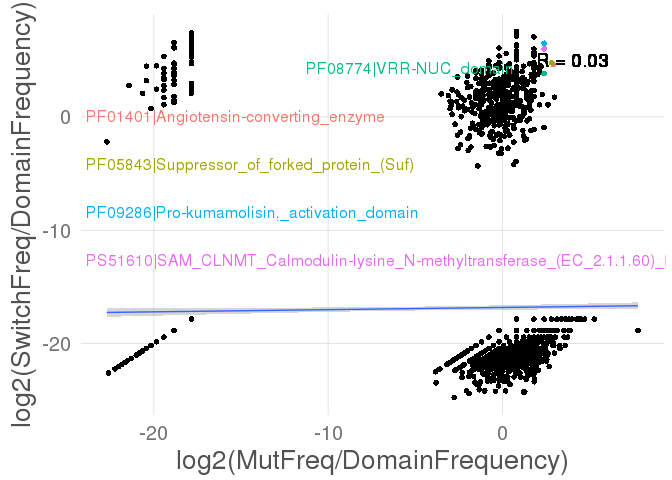 R = 0.03
PF08774|VRR-NUC_domain
PF01401|Angiotensin-converting_enzyme
PF05843|Suppressor_of_forked_protein_(Suf)
PF09286|Pro-kumamolisin._activation_domain
PS51610|SAM_CLNMT_Calmodulin-lysine_N-methyltransferase_(EC_2.1.1.60)_
log2(SwitchFreq/DomainFrequency)
0
-10
-20
-20 -10 0
log2(MutFreq/DomainFrequency)